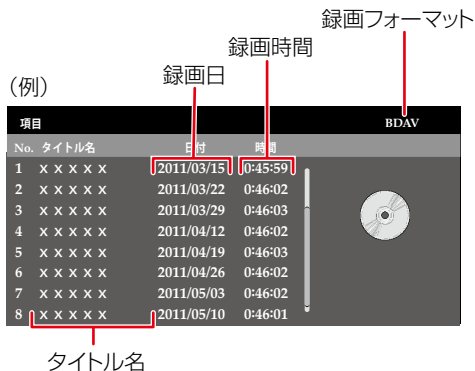 録画フォーマット
録画時間
録画日
(例)
項目 BDAV
No. タイトル名 日付 時間
1 x x x x x 2011/03/15 0:45:59
2 x x x x x 2011/03/22 0:46:02
3 x x x x x 2011/03/29 0:46:03
4 x x x x x 2011/04/12 0:46:02
5 x x x x x 2011/04/19 0:46:03
6 x x x x x 2011/04/26 0:46:02
7 x x x x x 2011/05/03 0:46:02
8 x x x x x 2011/05/10 0:46:01
タイトル名